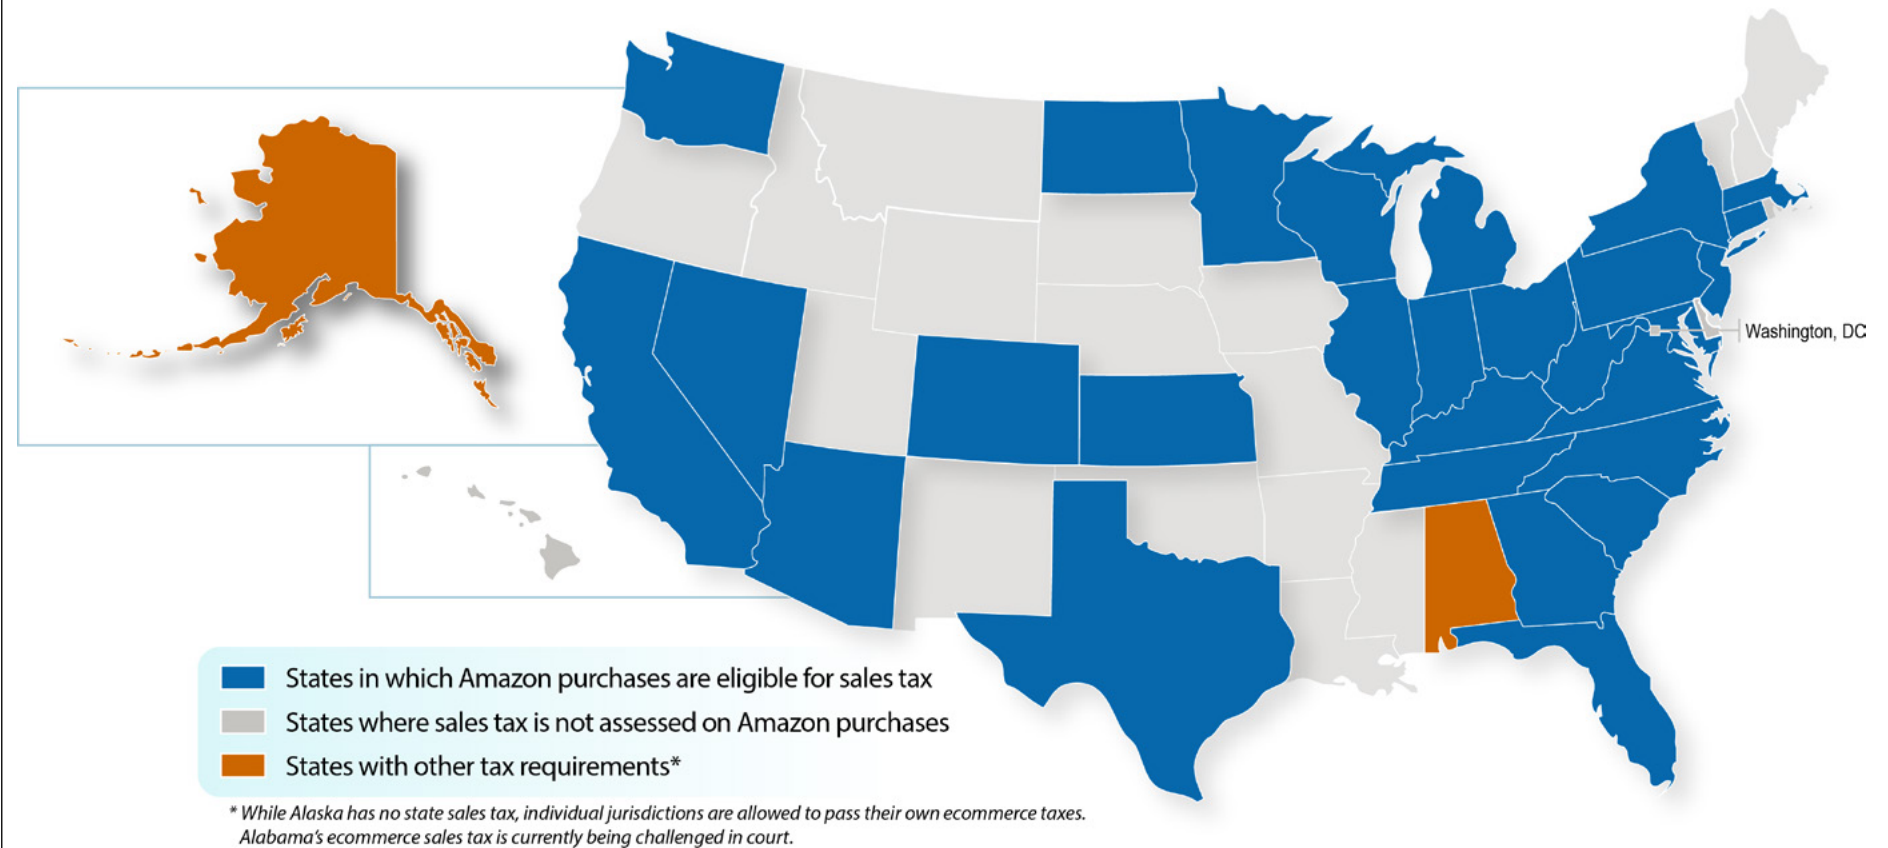 Washington, DC
States in which Amazon purchases are eligible for sales tax
States where sales tax is not assessed on Amazon purchases
States with other tax requirements*
* While Alaska has no state sales tax, individual jurisdictions are allowed to pass their own ecommerce taxes.
Alabama's ecommerce sales tax is currently being challenged in court.